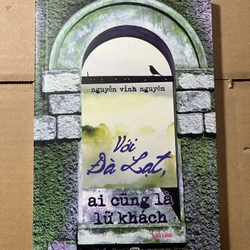 nguyễn vĩnh nguyên
Với
Đà Lạt,
ai cũng là
lữ khách